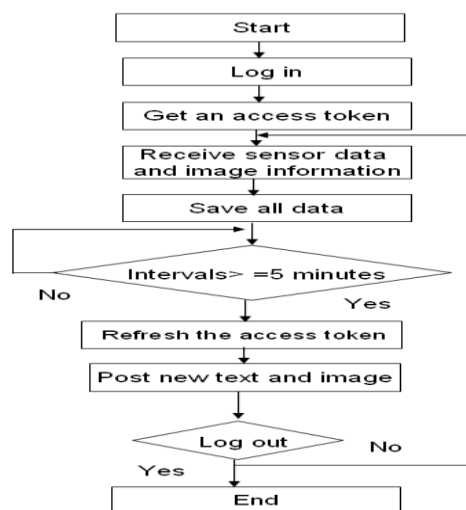 Start
Log in
Get an access token
Receive sensor data
and image information
Save all data
Intervals> =5 minutes
No
Yes
Refresh the access token
Post new text and image
Log out
No
Yes
End